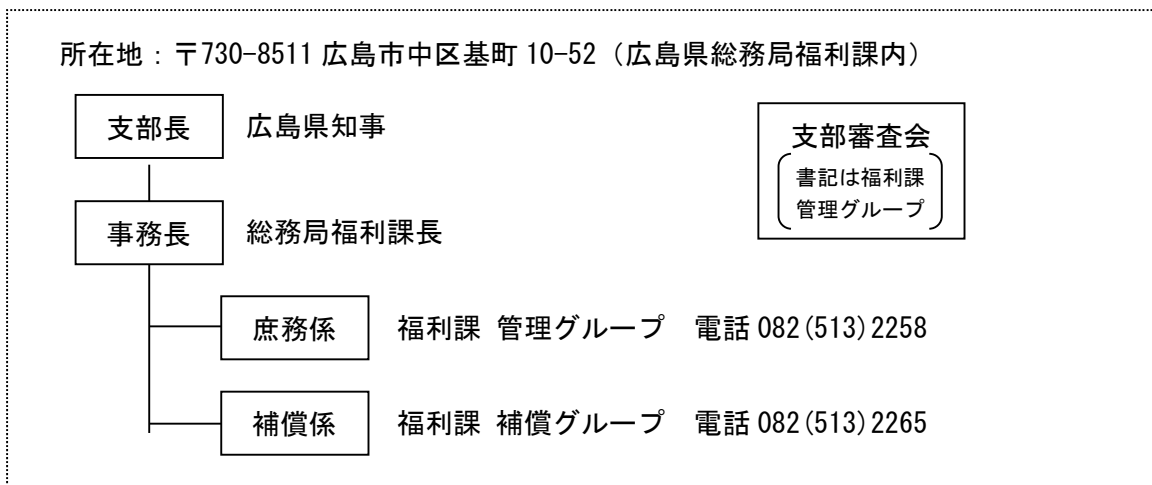 所在地：〒730-8511 広島市中区基町 10-52（広島県総務局福利課内）
支部長 広島県知事
支部審査会
書記は福利課
管理グループ
事務長 総務局福利課長
庶務係 福利課 管理グループ 電話 082(513)2258
補償係 福利課 補償グループ 電話 082(513)2265